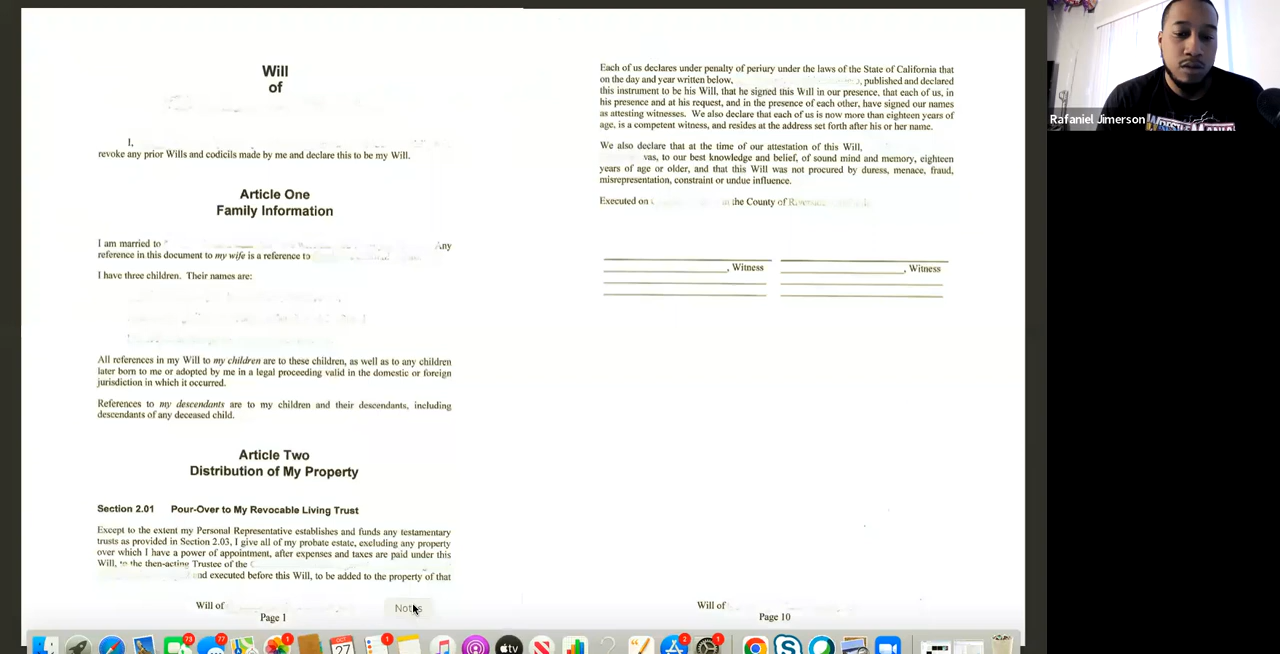 Will
of
I,
revoke any prior Wills and codicils made by me and declare this to be my Will.
Article One
Family Information
I am married to
Any
reference in this document to my wife is a reference to
I have three children. Their names are:
All references in my Will to my children are to these children, as well as to any children
later born to me or adopted by me in a legal proceeding valid in the domestic or foreign
jurisdiction in which it occurred.
References to my descendants are to my children and their descendants, including
descendants of any deceased child.
Article Two
Distribution of My Property
Section 2.01 Pour-Over to My Revocable Living Trust
Except to the extent my Personal Representative establishes and funds any testamentary
trusts as provided in Section 2.03, I give all of my probate estate, excluding any property
over which I have a power of appointment, after expenses and taxes are paid under this
Will, to the then-acting Trustee of the
and executed before this Will, to be added to the property of that
Will of
Page 1
Each of us declares under penalty of perjury under the laws of the State of California that
on the day and year written below, , published and declared
this instrument to be his Will, that he signed this Will in our presence, that each of us, in
his presence and at his request, and in the presence of each other, have signed our names
as attesting witnesses. We also declare that each of us is now more than eighteen years of
age, is a competent witness, and resides at the address set forth after his or her name.
We also declare that at the time of our attestation of this Will,
vas, to our best knowledge and belief, of sound mind and memory, eighteen
years of age or older, and that this Will was not procured by duress, menace, fraud,
misrepresentation, constraint or undue influence.
Executed on the County of
, Witness , Witness
Will of
Page 10
Notes
Rafaniel Jimerson
73
77
1
OCT
27
1
tv
2
1